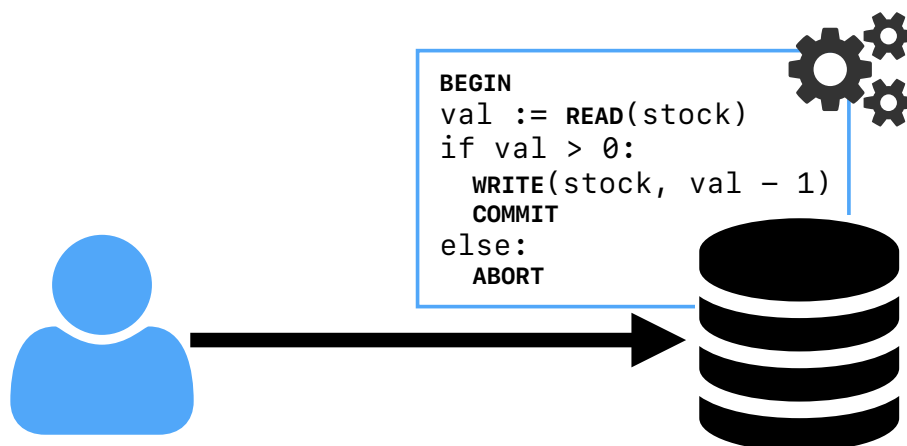 BEGIN
val := READ(stock)
if val > 0:
  WRITE(stock, val − 1)
  COMMIT
else:
  ABORT